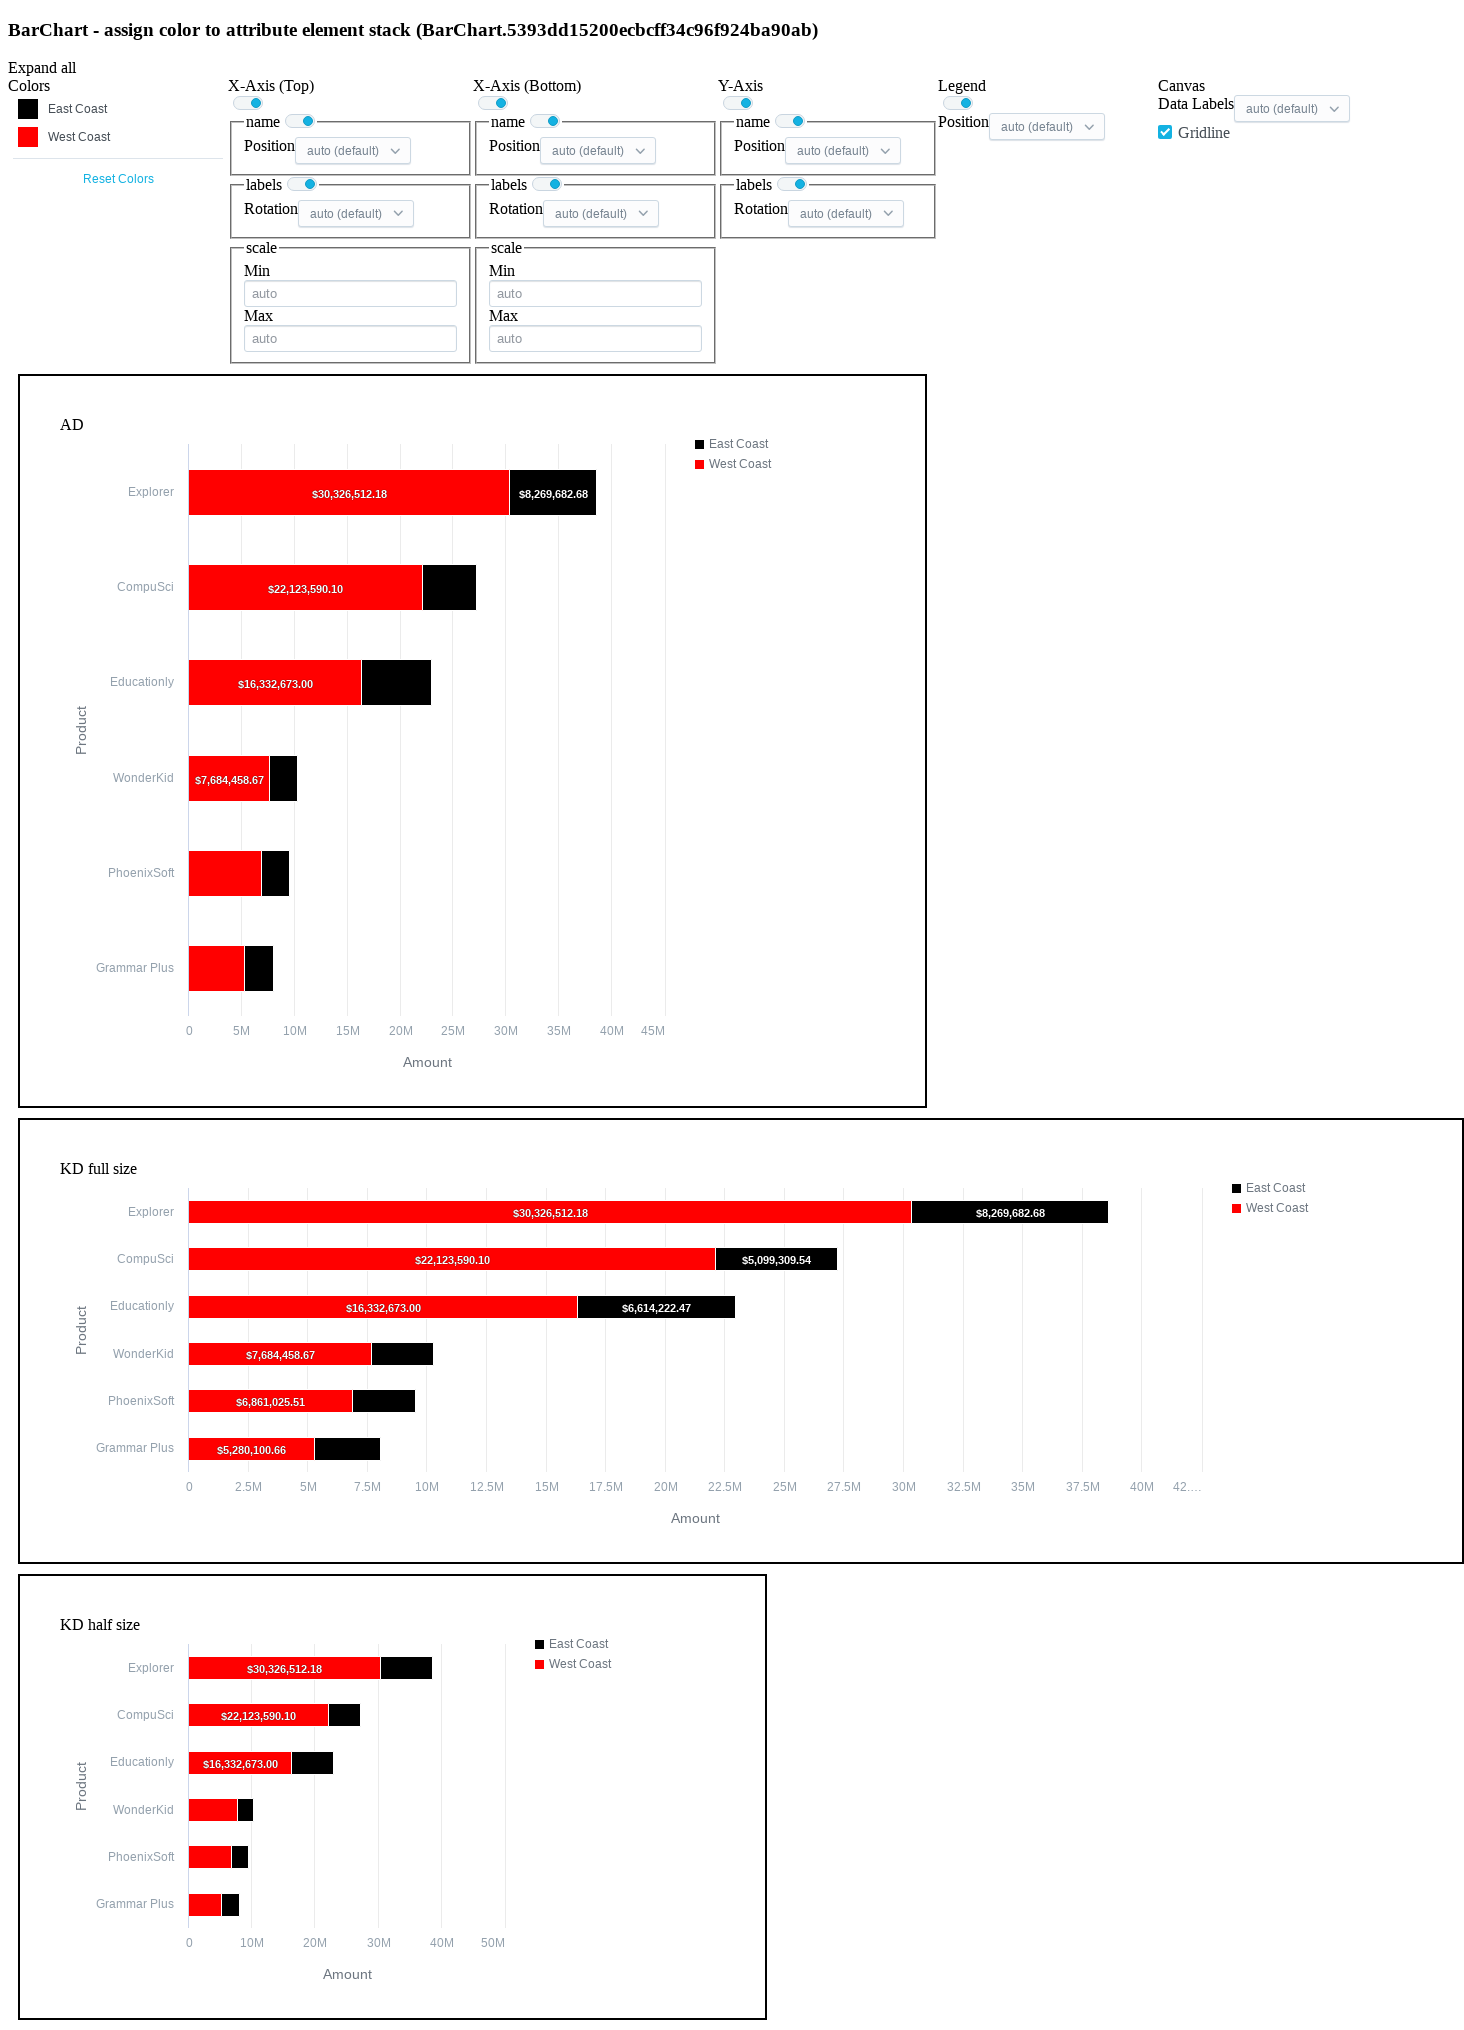 BarChart - assign color to attribute element stack (BarChart.5393dd15200ecbcff34c96f924ba90ab)
Expand all
Colors
East Coast
West Coast
Reset Colors
X-Axis (Top)
name
Position auto (default)
labels
Rotation auto (default)
scale
Min
auto
Max
auto
X-Axis (Bottom)
name
Position auto (default)
labels
Rotation auto (default)
scale
Min
auto
Max
auto
Y-Axis
name
Position auto (default)
labels
Rotation auto (default)
Legend
Position auto (default)
Canvas
Data Labels auto (default)
Gridline
AD
East Coast
West Coast
Explorer $30,326,512.18 $8,269,682.68
CompuSci $22,123,590.10
Educationly $16,332,673.00
WonderKid $7,684,458.67
PhoenixSoft
Grammar Plus
Product
0 5M 10M 15M 20M 25M 30M 35M 40M 45M
Amount
KD full size
East Coast
West Coast
Explorer $30,326,512.18 $8,269,682.68
CompuSci $22,123,590.10 $5,099,309.54
Educationly $16,332,673.00 $6,614,222.47
WonderKid $7,684,458.67
PhoenixSoft $6,861,025.51
Grammar Plus $5,280,100.66
Product
0 2.5M 5M 7.5M 10M 12.5M 15M 17.5M 20M 22.5M 25M 27.5M 30M 32.5M 35M 37.5M 40M 42.…
Amount
KD half size
East Coast
West Coast
Explorer $30,326,512.18
CompuSci $22,123,590.10
Educationly $16,332,673.00
WonderKid
PhoenixSoft
Grammar Plus
Product
0 10M 20M 30M 40M 50M
Amount